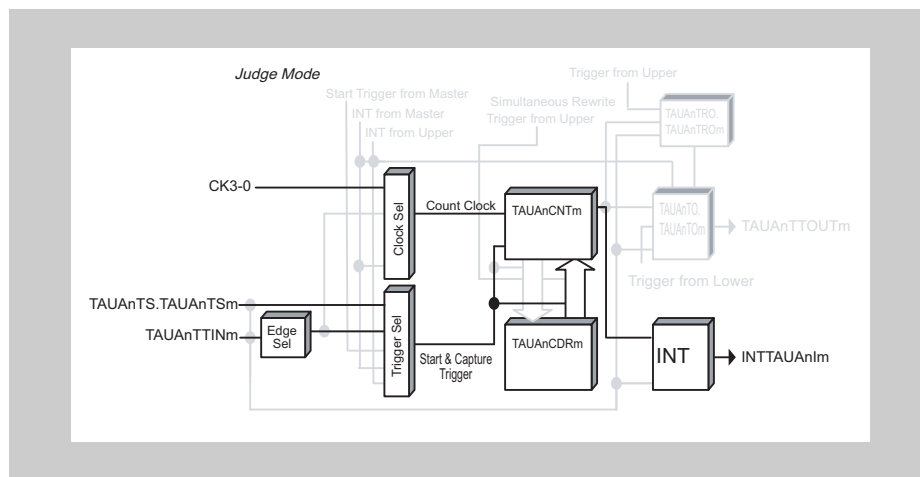 Judge Mode
Trigger from Upper
Start Trigger from Master
INT from Master
INT from Upper
Simultaneous Rewrite
Trigger from Upper
TAUAnTRO.
TAUAnTROm
CK3-0
Clock Sel
Count Clock
TAUAnCNTm
TAUAnTO.
TAUAnTOm
TAUAnTTOUTm
Trigger from Lower
TAUAnTS.TAUAnTSm
TAUAnTTINm
Edge
Sel
Trigger Sel
Start & Capture
Trigger
TAUAnCDRm
INT
INTTAUAnIm